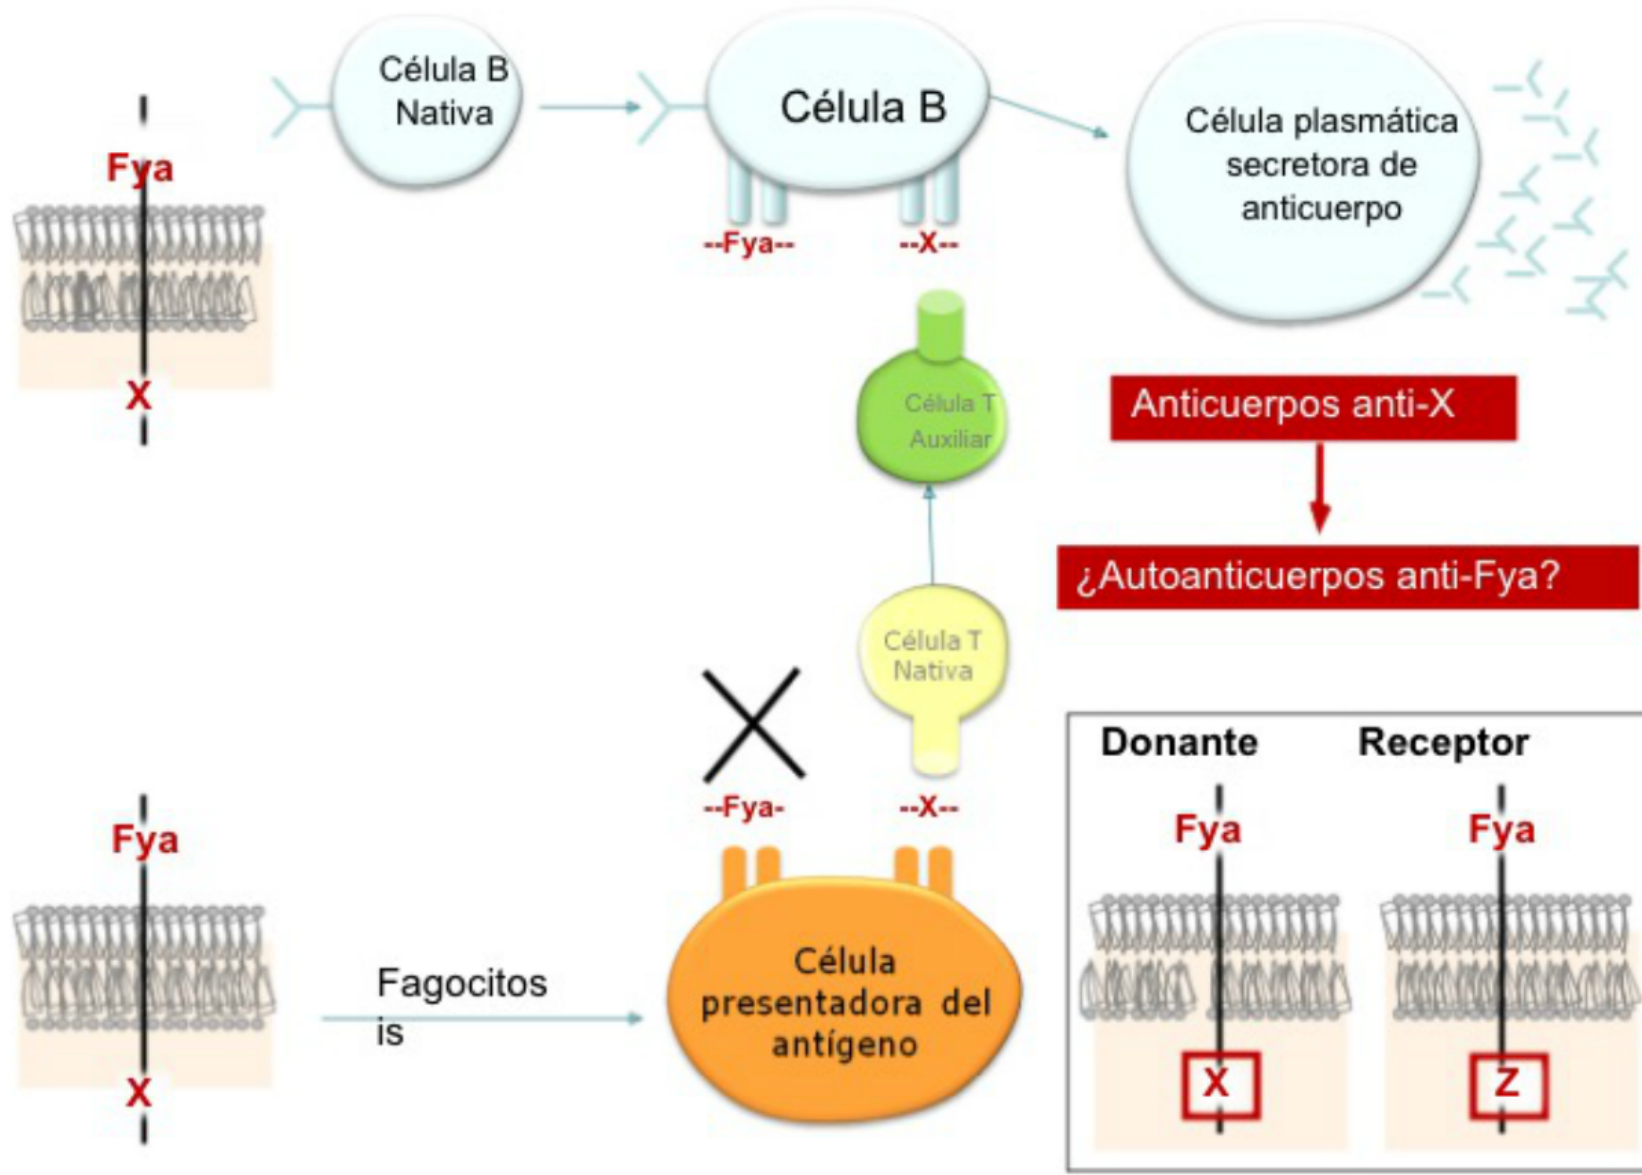 Célula B
Nativa
Célula B
Célula plasmática
secretora de
anticuerpo
Fya
X
--Fya--
--X--
Célula T
Auxiliar
Anticuerpos anti-X
¿Autoanticuerpos anti-Fya?
Célula T
Nativa
--Fya-
--X--
Fya
X
Fagocitos
is
Célula
presentadora del
antígeno
Donante
Receptor
Fya
Fya
X
Z